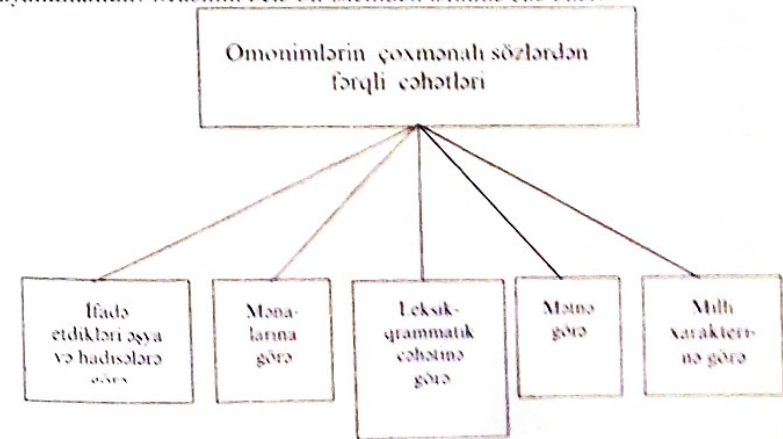 Omonimlərin çoxmənalı sözlərdən
fərqli cəhətləri
İfadə
etdikləri əşya
və hadisələrə
görə
Məna-
larına
görə
Leksik-
qrammatik
cəhətinə
görə
Mətnə
görə
Milli
xarakteri-
nə görə